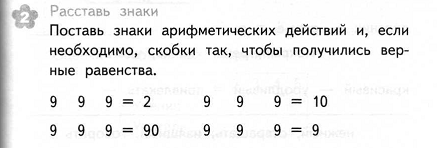 2 Расставь знаки
Поставь знаки арифметических действий и, если
необходимо, скобки так, чтобы получились вер-
ные равенства.
9 9 9 = 2 9 9 9 = 10
9 9 9 = 90 9 9 9 = 9